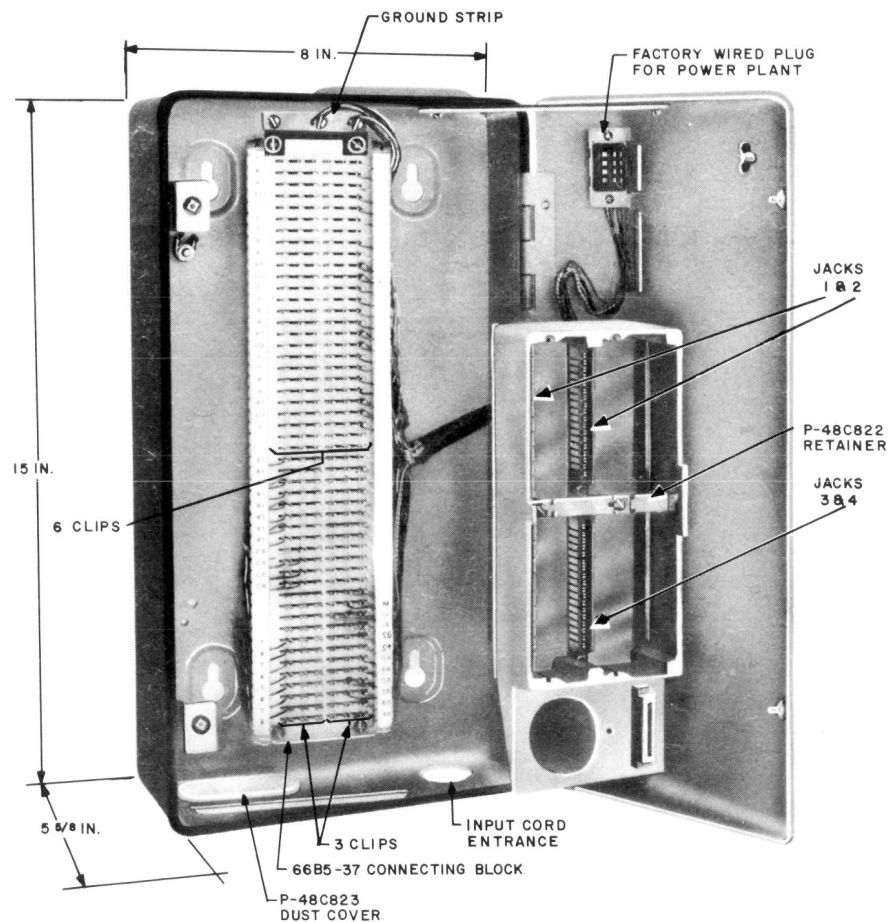 GROUND STRIP
8 IN.
FACTORY WIRED PLUG
FOR POWER PLANT
JACKS
1 & 2
P-48C822
RETAINER
15 IN.
JACKS
3 & 4
6 CLIPS
M
S6
S4
3 CLIPS
INPUT CORD
ENTRANCE
5 5/8 IN.
66B5-37 CONNECTING BLOCK
P-48C823
DUST COVER